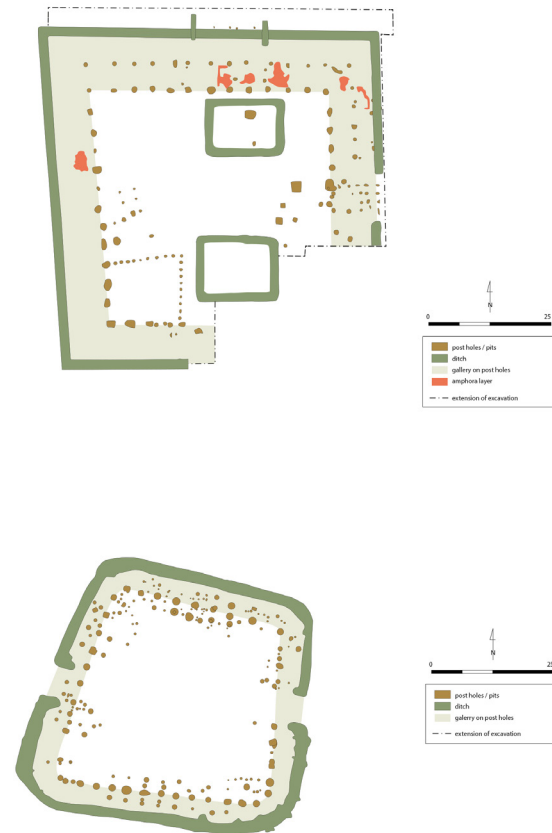 N
0
25
post holes / pits
ditch
gallery on post holes
amphora layer
extension of excavation
N
0
25
post holes / pits
ditch
galerry on post holes
extension of excavation